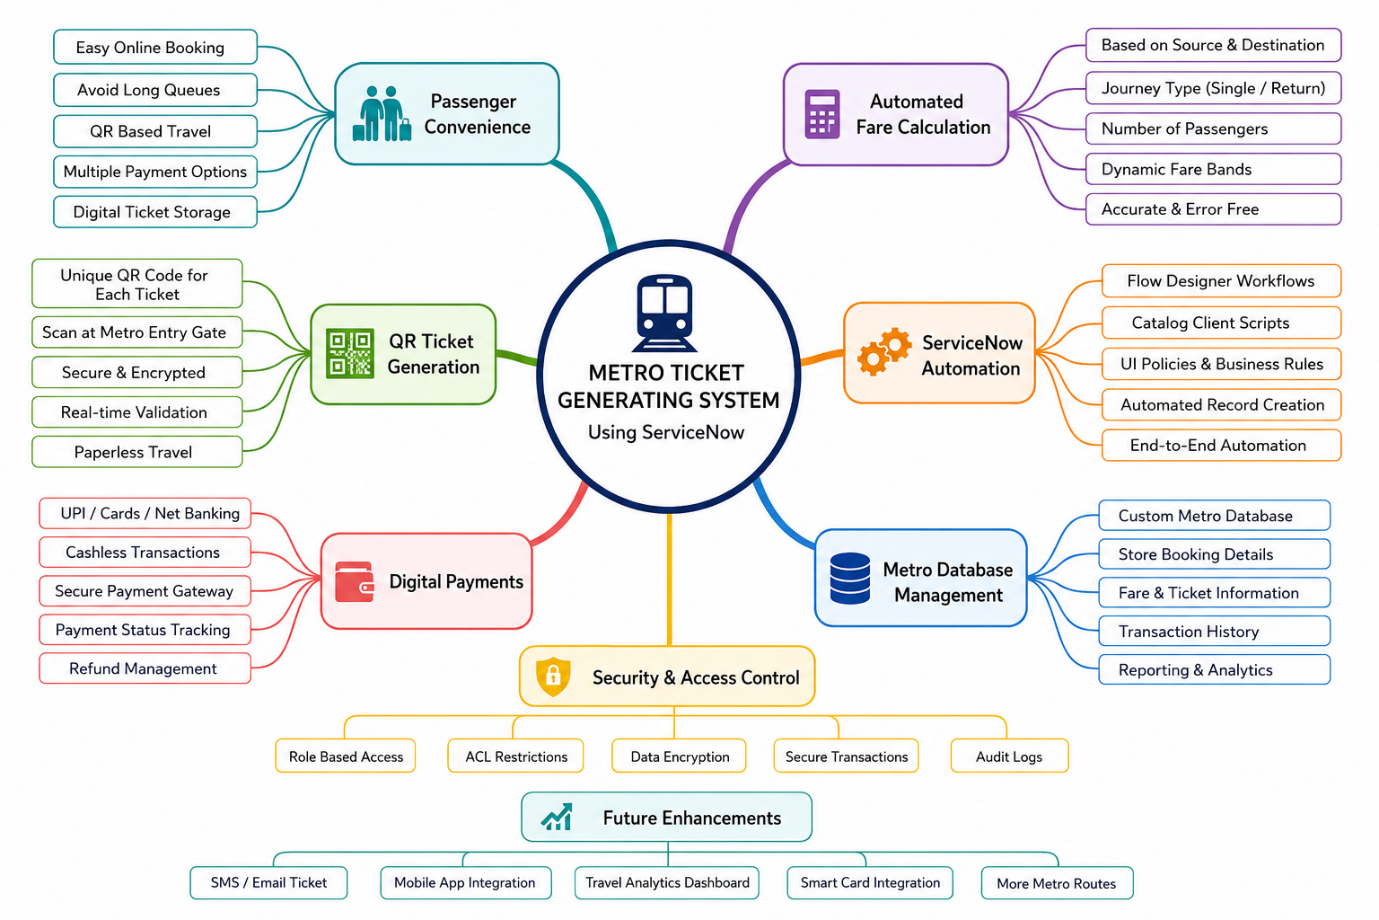 Easy Online Booking
Avoid Long Queues
QR Based Travel
Multiple Payment Options
Digital Ticket Storage
Passenger
Convenience
Automated
Fare Calculation
Based on Source & Destination
Journey Type (Single / Return)
Number of Passengers
Dynamic Fare Bands
Accurate & Error Free
Unique QR Code for
Each Ticket
Scan at Metro Entry Gate
Secure & Encrypted
Real-time Validation
Paperless Travel
QR Ticket
Generation
METRO TICKET
GENERATING SYSTEM
Using ServiceNow
ServiceNow
Automation
Flow Designer Workflows
Catalog Client Scripts
UI Policies & Business Rules
Automated Record Creation
End-to-End Automation
UPI / Cards / Net Banking
Cashless Transactions
Secure Payment Gateway
Payment Status Tracking
Refund Management
Digital Payments
Metro Database
Management
Custom Metro Database
Store Booking Details
Fare & Ticket Information
Transaction History
Reporting & Analytics
Security & Access Control
Role Based Access
ACL Restrictions
Data Encryption
Secure Transactions
Audit Logs
Future Enhancements
SMS / Email Ticket
Mobile App Integration
Travel Analytics Dashboard
Smart Card Integration
More Metro Routes